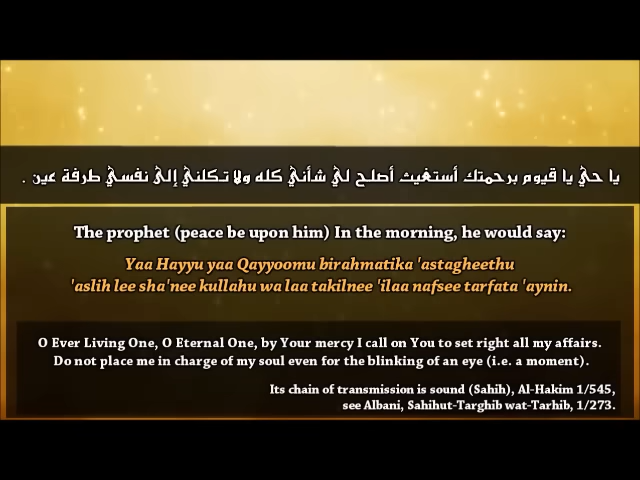 يا حيُّ يا قيوم برحمتك أستغيث أصلح ليْ شأنيْ كله ولا تكلنيْ إلىْ نفسيْ طرفة عين .
The prophet (peace be upon him) In the morning, he would say:
Yaa Hayyu yaa Qayyoomu birahmatika 'astagheethu
'aslih lee sha'nee kullahu wa laa takilnee 'ilaa nafsee tarfata 'aynin.
O Ever Living One, O Eternal One, by Your mercy I call on You to set right all my affairs.
Do not place me in charge of my soul even for the blinking of an eye (i.e. a moment).
Its chain of transmission is sound (Sahih), Al-Hakim 1/545,
see Albani, Sahihut-Targhib wat-Tarhib, 1/273.